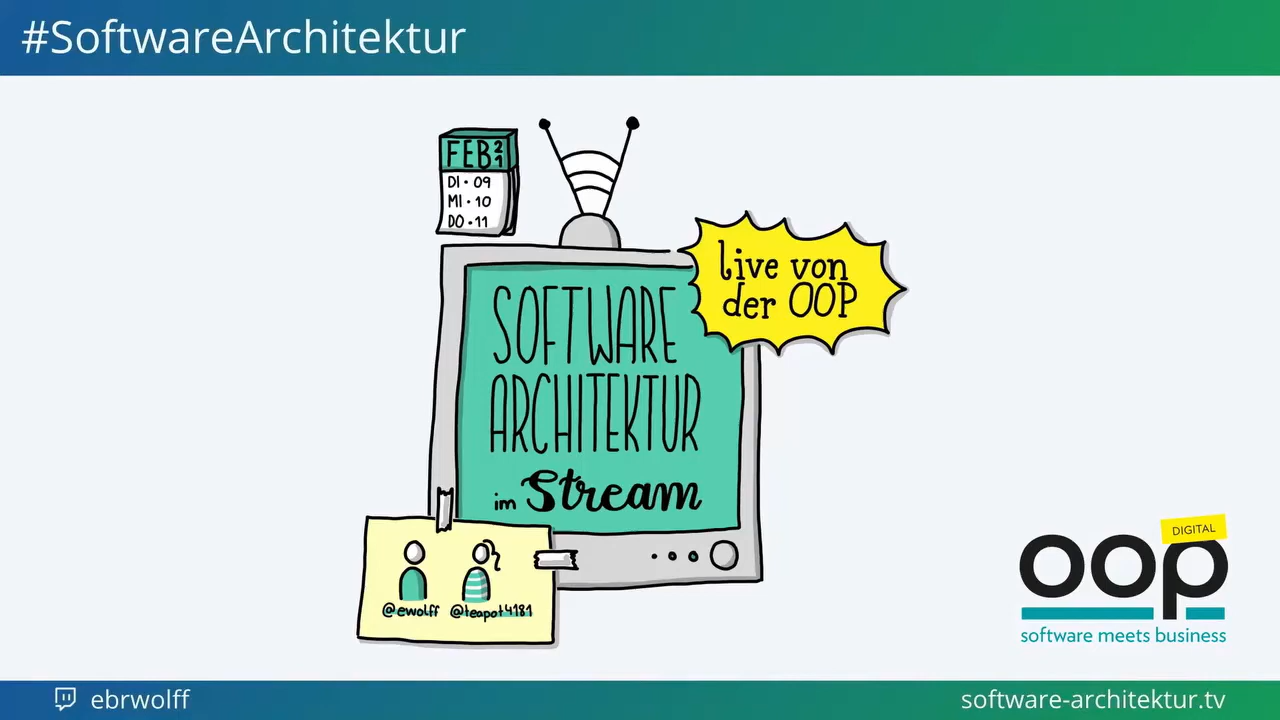 #SoftwareArchitektur
FEB 21
DI • 09
MI • 10
DO • 11
live von
der OOP
SOFTWARE
ARCHITEKTUR
im Stream
@ewolff @teapot4181
DIGITAL
oop
software meets business
ebrwolff
software-architektur.tv